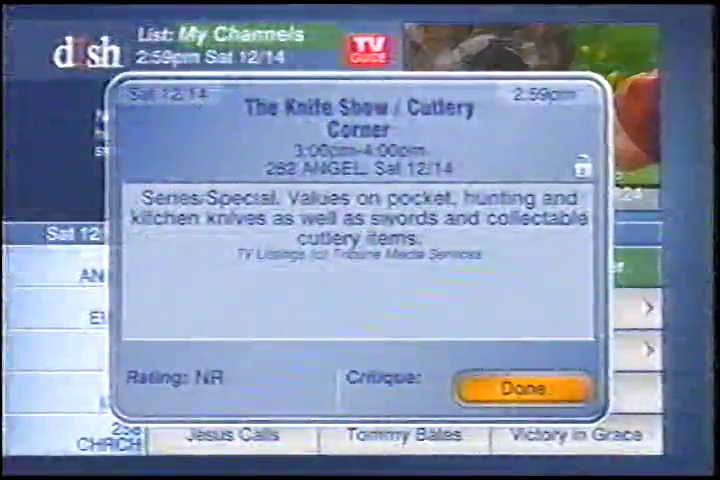 dish
List: My Channels
2:59pm Sat 12/14
TV
GUIDE
Sat 12/14
2:59pm
The Knife Show / Cutlery
Corner
3:00pm-4:00pm
262 ANGEL, Sat 12/14
Series/Special. Values on pocket, hunting and
kitchen knives as well as swords and collectable
cutlery items.
TV Listings (c) Tribune Media Services
Sat 12
AN
Rating: NR
Critique:
Done
CHRCH
Jesus Calls
Tommy Bates
Victory in Grace